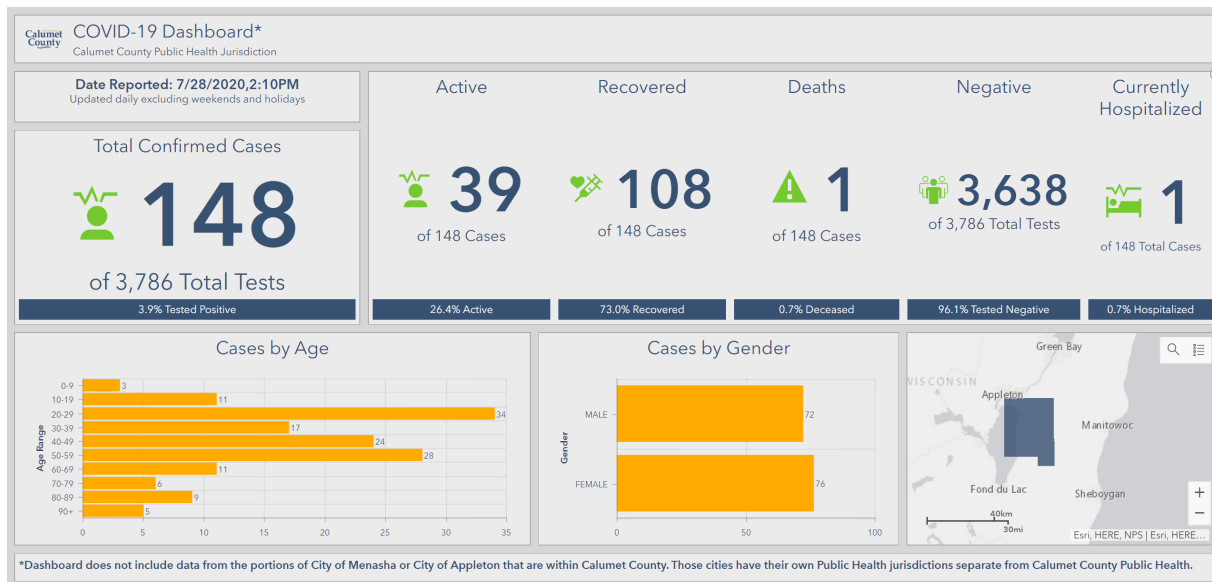 Calumet
County
COVID-19 Dashboard*
Calumet County Public Health Jurisdiction
Date Reported: 7/28/2020,2:10PM
Updated daily excluding weekends and holidays
Total Confirmed Cases
148
of 3,786 Total Tests
3.9% Tested Positive
Active
39
of 148 Cases
26.4% Active
Recovered
108
of 148 Cases
73.0% Recovered
Deaths
1
of 148 Cases
0.7% Deceased
Negative
3,638
of 3,786 Total Tests
96.1% Tested Negative
Currently
Hospitalized
1
of 148 Total Cases
0.7% Hospitalized
Cases by Age
Age Range
0-9 3
10-19 11
20-29 34
30-39 17
40-49 24
50-59 28
60-69 11
70-79 6
80-89 9
90+ 5
0 5 10 15 20 25 30 35
Cases by Gender
Gender
MALE 72
FEMALE 76
0 50 100
Green Bay
WISCONSIN
Appleton
Manitowoc
Fond du Lac
Sheboygan
+
−
40km
30mi
Esri, HERE, NPS | Esri, HERE...
*Dashboard does not include data from the portions of City of Menasha or City of Appleton that are within Calumet County. Those cities have their own Public Health jurisdictions separate from Calumet County Public Health.